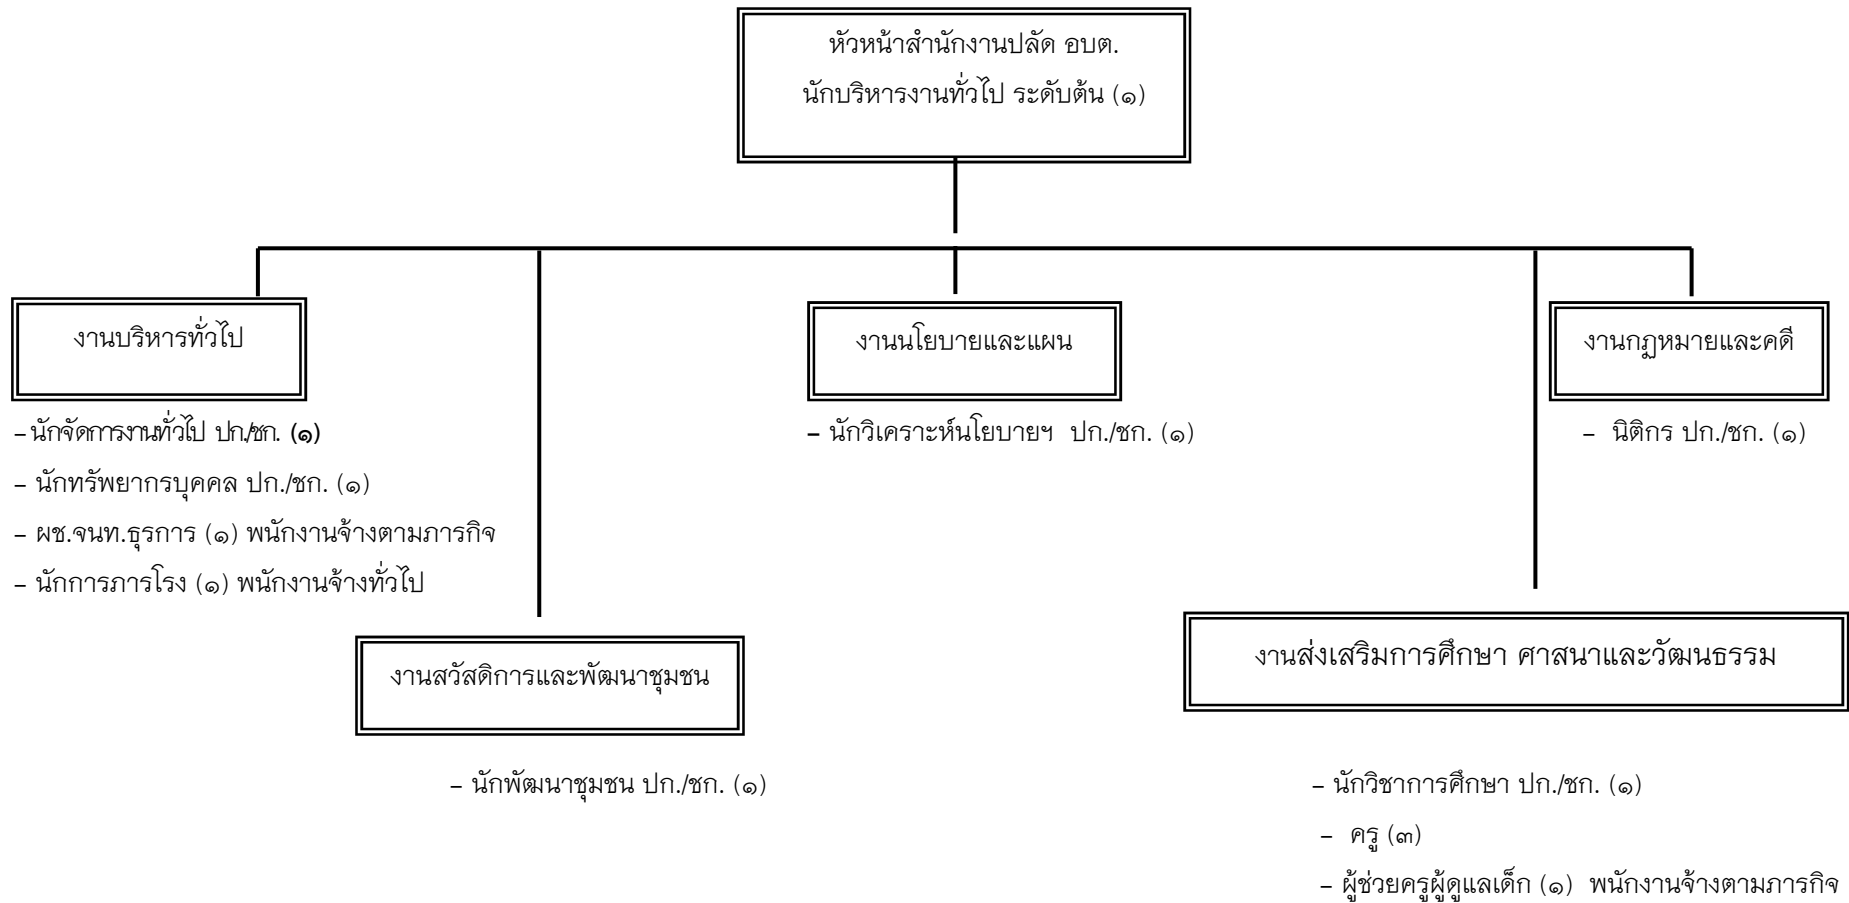 หัวหน้าสำนักงานปลัด อบต.
นักบริหารงานทั่วไป ระดับต้น (๑)
งานบริหารทั่วไป
– นักจัดการงานทั่วไป ปก./ชก. (๑)
– นักทรัพยากรบุคคล ปก./ชก. (๑)
– ผช.จนท.ธุรการ (๑) พนักงานจ้างตามภารกิจ
– นักการภารโรง (๑) พนักงานจ้างทั่วไป
งานสวัสดิการและพัฒนาชุมชน
– นักพัฒนาชุมชน ปก./ชก. (๑)
งานนโยบายและแผน
– นักวิเคราะห์นโยบายฯ ปก./ชก. (๑)
งานส่งเสริมการศึกษา ศาสนาและวัฒนธรรม
– นักวิชาการศึกษา ปก./ชก. (๑)
– ครู (๓)
– ผู้ช่วยครูผู้ดูแลเด็ก (๑) พนักงานจ้างตามภารกิจ
งานกฎหมายและคดี
– นิติกร ปก./ชก. (๑)